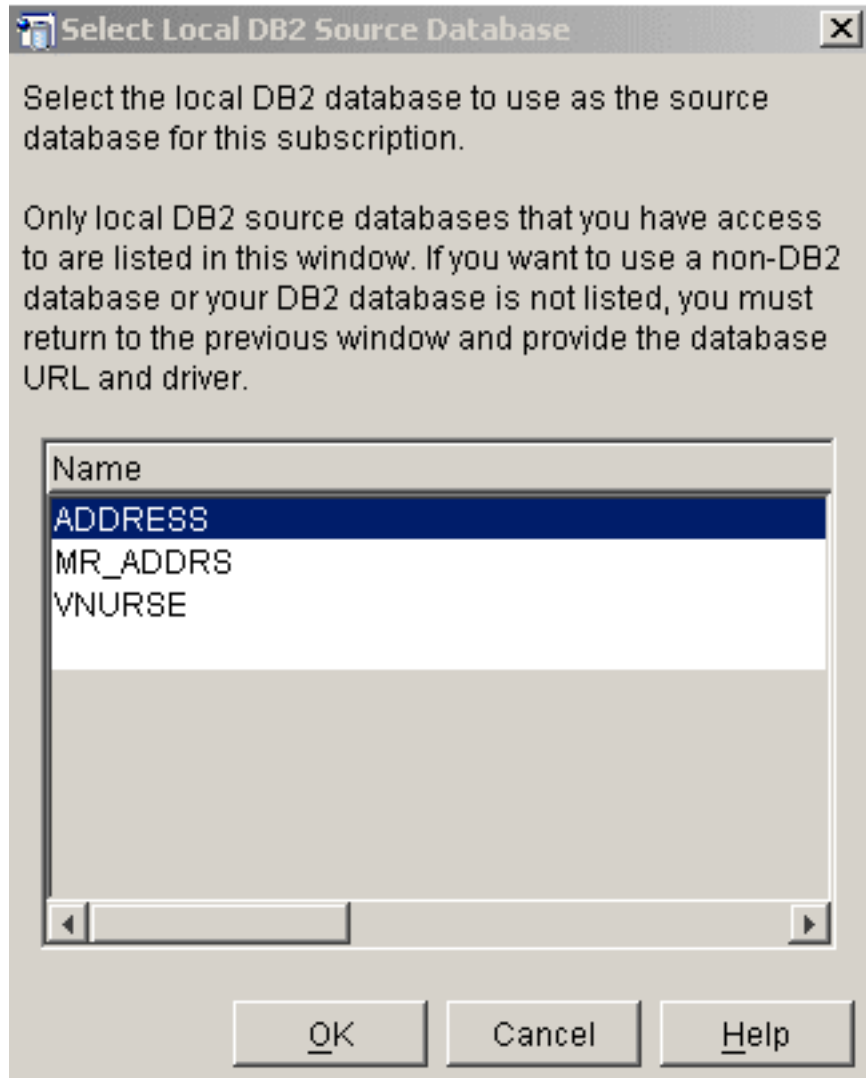 Select Local DB2 Source Database
Select the local DB2 database to use as the source
database for this subscription.
Only local DB2 source databases that you have access
to are listed in this window. If you want to use a non-DB2
database or your DB2 database is not listed, you must
return to the previous window and provide the database
URL and driver.
Name
ADDRESS
MR_ADDRS
VNURSE
OK Cancel Help